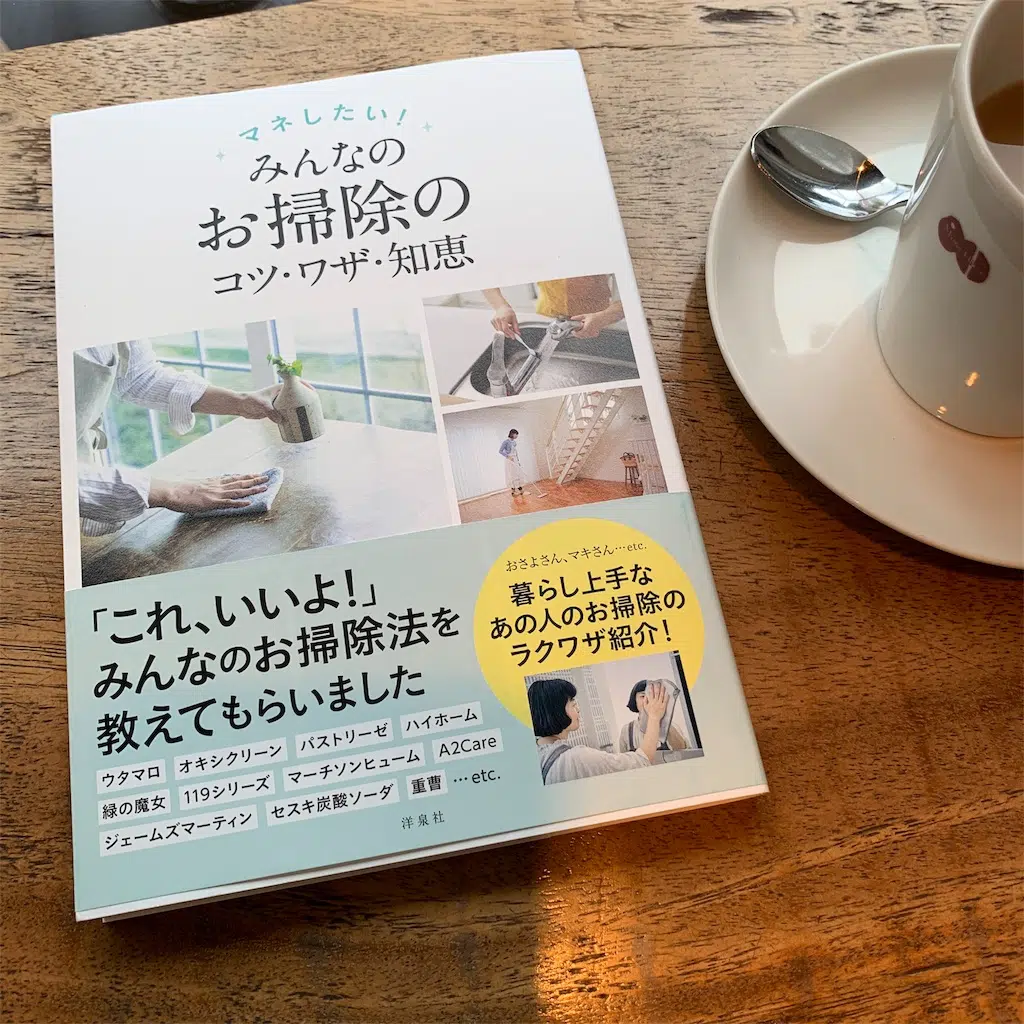 マネしたい!
みんなの
お掃除の
コツ・ワザ・知恵
「これ、いいよ!」
みんなのお掃除法を
教えてもらいました
おさよさん、マキさん…etc.
暮らし上手な
あの人のお掃除の
ラクワザ紹介!
ウタマロ オキシクリーン パストリーゼ ハイホーム
緑の魔女 119シリーズ マーチソンヒューム A2Care
ジェームズマーティン セスキ炭酸ソーダ 重曹 …etc.
洋泉社